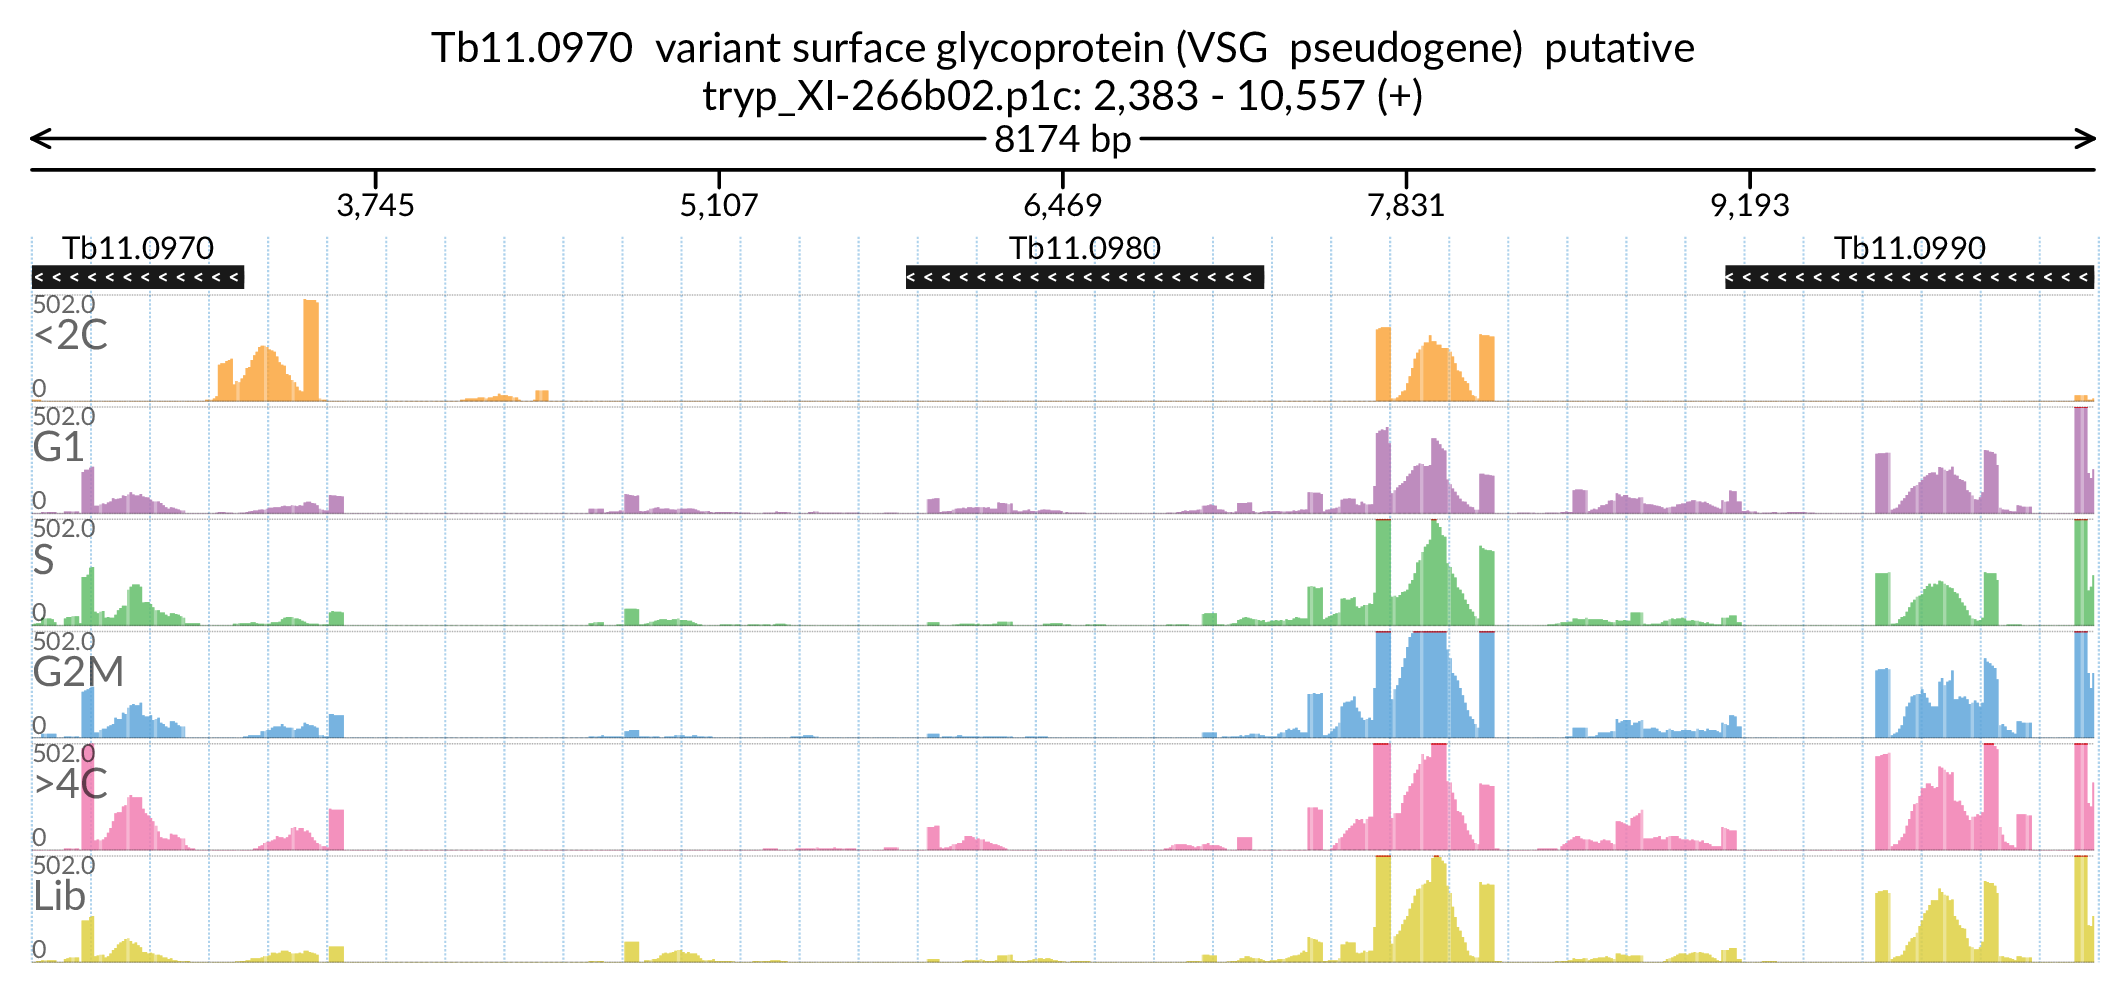 Tb11.0970 variant surface glycoprotein (VSG pseudogene) putative
tryp_XI-266b02.p1c: 2,383 - 10,557 (+)
8174 bp
3,745 5,107 6,469 7,831 9,193
Tb11.0970 Tb11.0980 Tb11.0990
502.0
<2C
0
502.0
G1
0
502.0
S
0
502.0
G2M
0
502.0
>4C
0
502.0
Lib
0